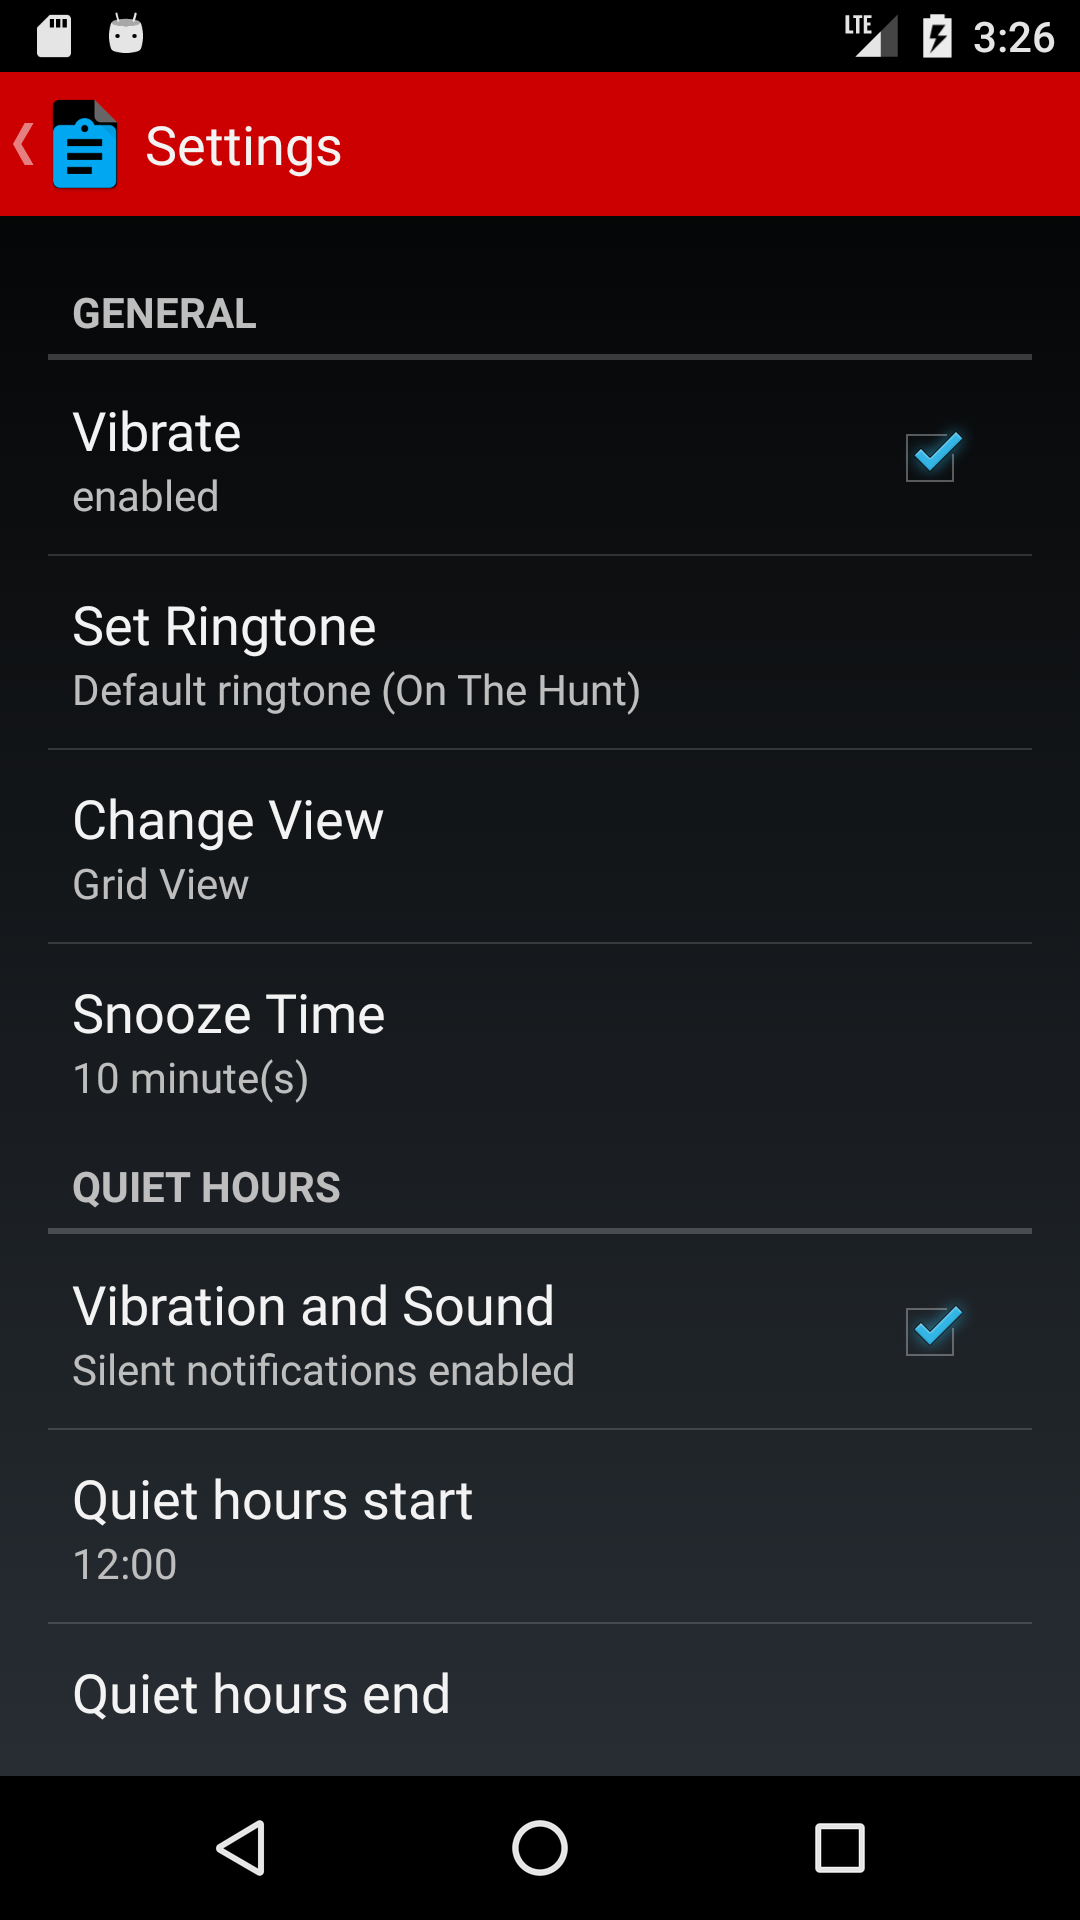 LTE 3:26
Settings
GENERAL
Vibrate
enabled
Set Ringtone
Default ringtone (On The Hunt)
Change View
Grid View
Snooze Time
10 minute(s)
QUIET HOURS
Vibration and Sound
Silent notifications enabled
Quiet hours start
12:00
Quiet hours end